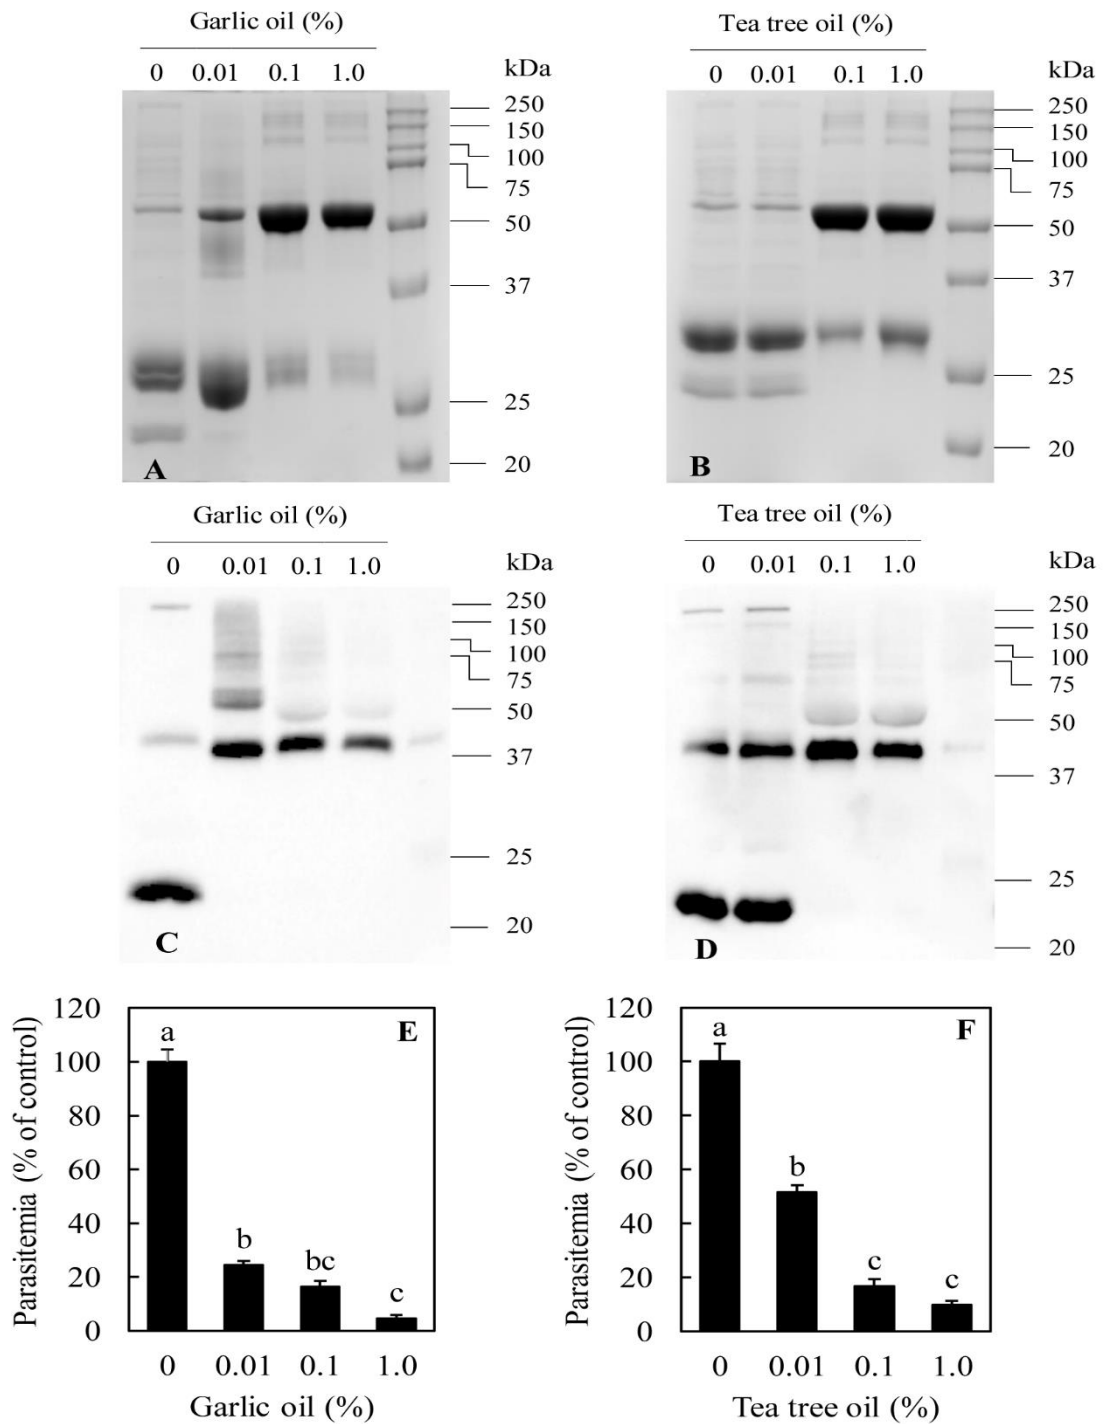 Garlic oil (%)
0 0.01 0.1 1.0 kDa
250
150
100
75
50
37
25
20
A
Tea tree oil (%)
0 0.01 0.1 1.0 kDa
250
150
100
75
50
37
25
20
B
Garlic oil (%)
0 0.01 0.1 1.0 kDa
250
150
100
75
50
37
25
20
C
Tea tree oil (%)
0 0.01 0.1 1.0 kDa
250
150
100
75
50
37
25
20
D
Parasitemia (% of control)
120
100
80
60
40
20
0
a
b
bc
c
E
0 0.01 0.1 1.0
Garlic oil (%)
Parasitemia (% of control)
120
100
80
60
40
20
0
a
b
c
c
F
0 0.01 0.1 1.0
Tea tree oil (%)